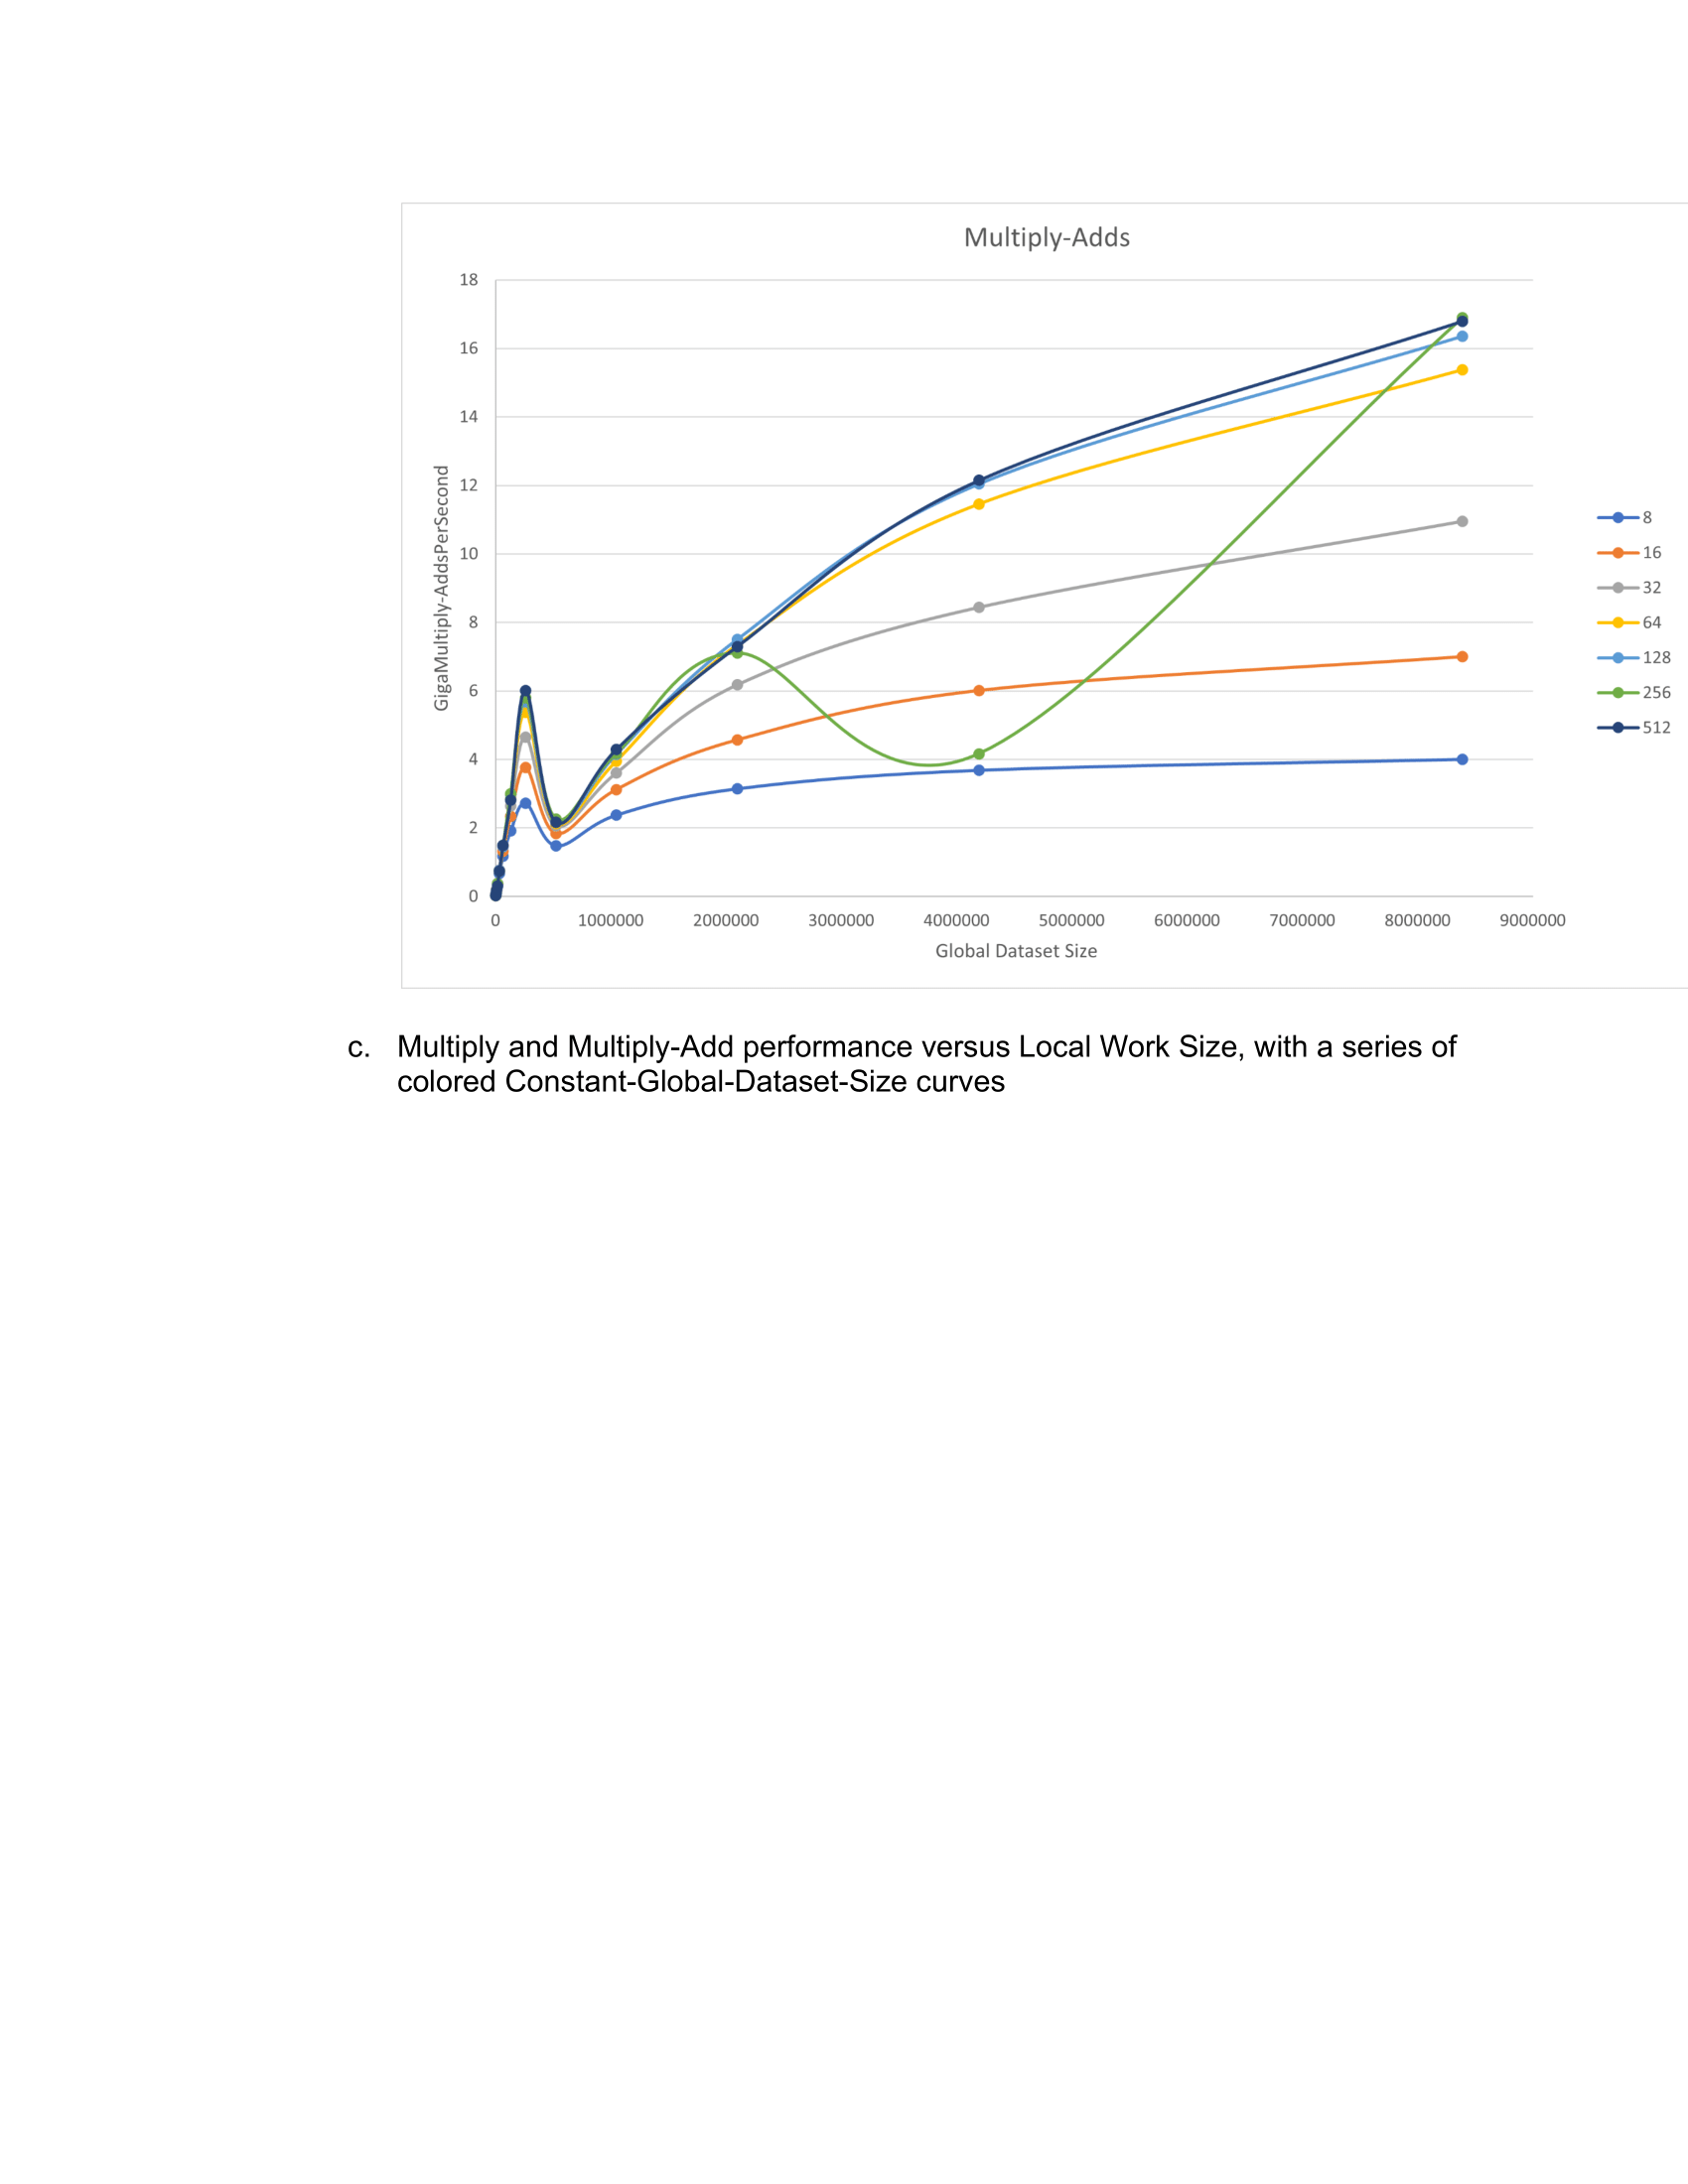 Multiply-Adds
18
16
14
12
10
8
6
4
2
0
GigaMultiply-AddsPerSecond
0 1000000 2000000 3000000 4000000 5000000 6000000 7000000 8000000 9000000
Global Dataset Size
8
16
32
64
128
256
512
c. Multiply and Multiply-Add performance versus Local Work Size, with a series of
colored Constant-Global-Dataset-Size curves